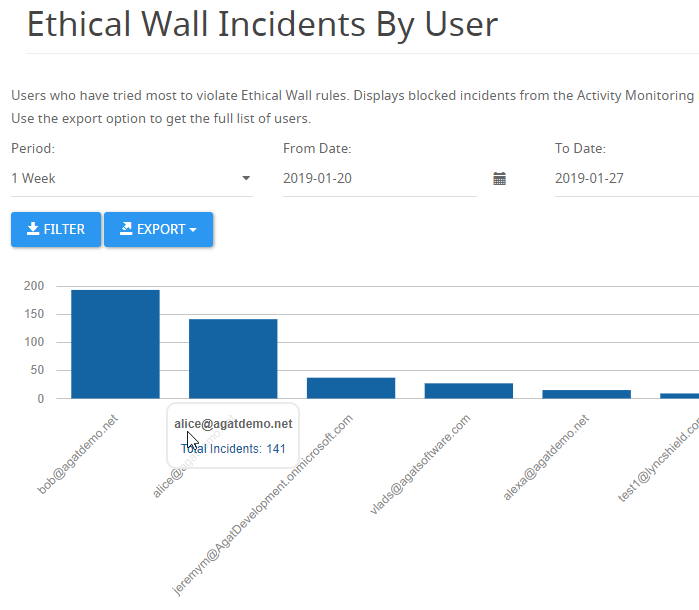 Ethical Wall Incidents By User
Users who have tried most to violate Ethical Wall rules. Displays blocked incidents from the Activity Monitoring
Use the export option to get the full list of users.
Period: From Date: To Date:
1 Week 2019-01-20 2019-01-27
FILTER EXPORT
200
150
100
50
0
alice@agatdemo.net
Total Incidents: 141
bob@agatdemo.net
alice@agatdemo.net
jeremym@AgatDevelopment.onmicrosoft.com
vlads@agatsoftware.com
alexa@agatdemo.net
test1@lyncshield.co